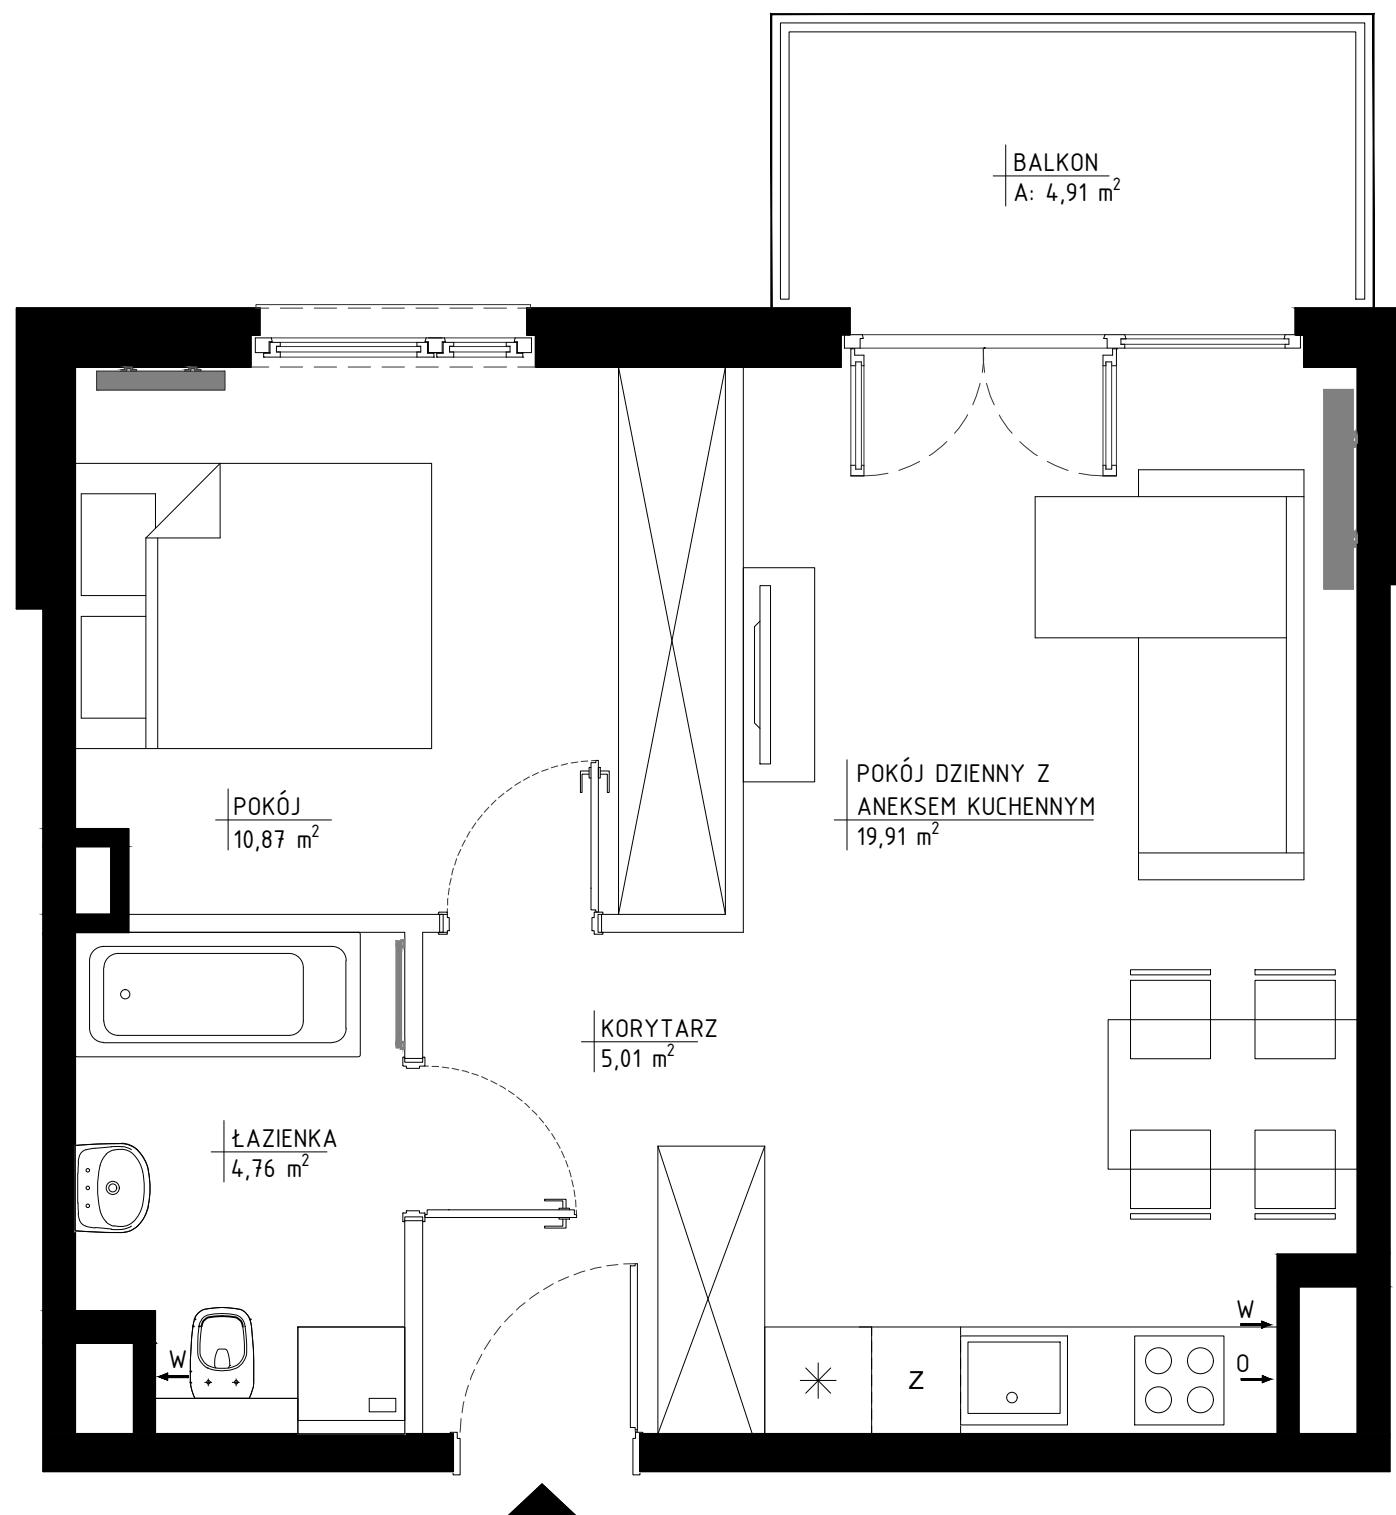 BALKON
A: 4,91 m²
POKÓJ DZIENNY Z
ANEKSEM KUCHENNYM
19,91 m²
POKÓJ
10,87 m²
KORYTARZ
5,01 m²
ŁAZIENKA
4,76 m²
W
W
O
Z